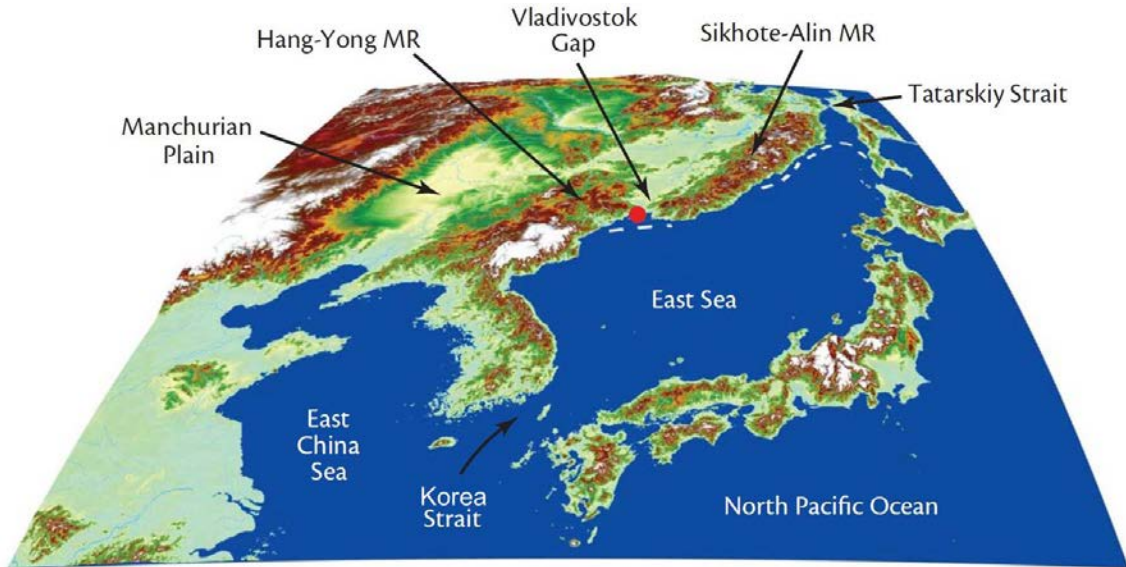 Vladivostok
Gap
Hang-Yong MR
Sikhote-Alin MR
Tatarskiy Strait
Manchurian
Plain
East Sea
East
China
Sea
Korea
Strait
North Pacific Ocean